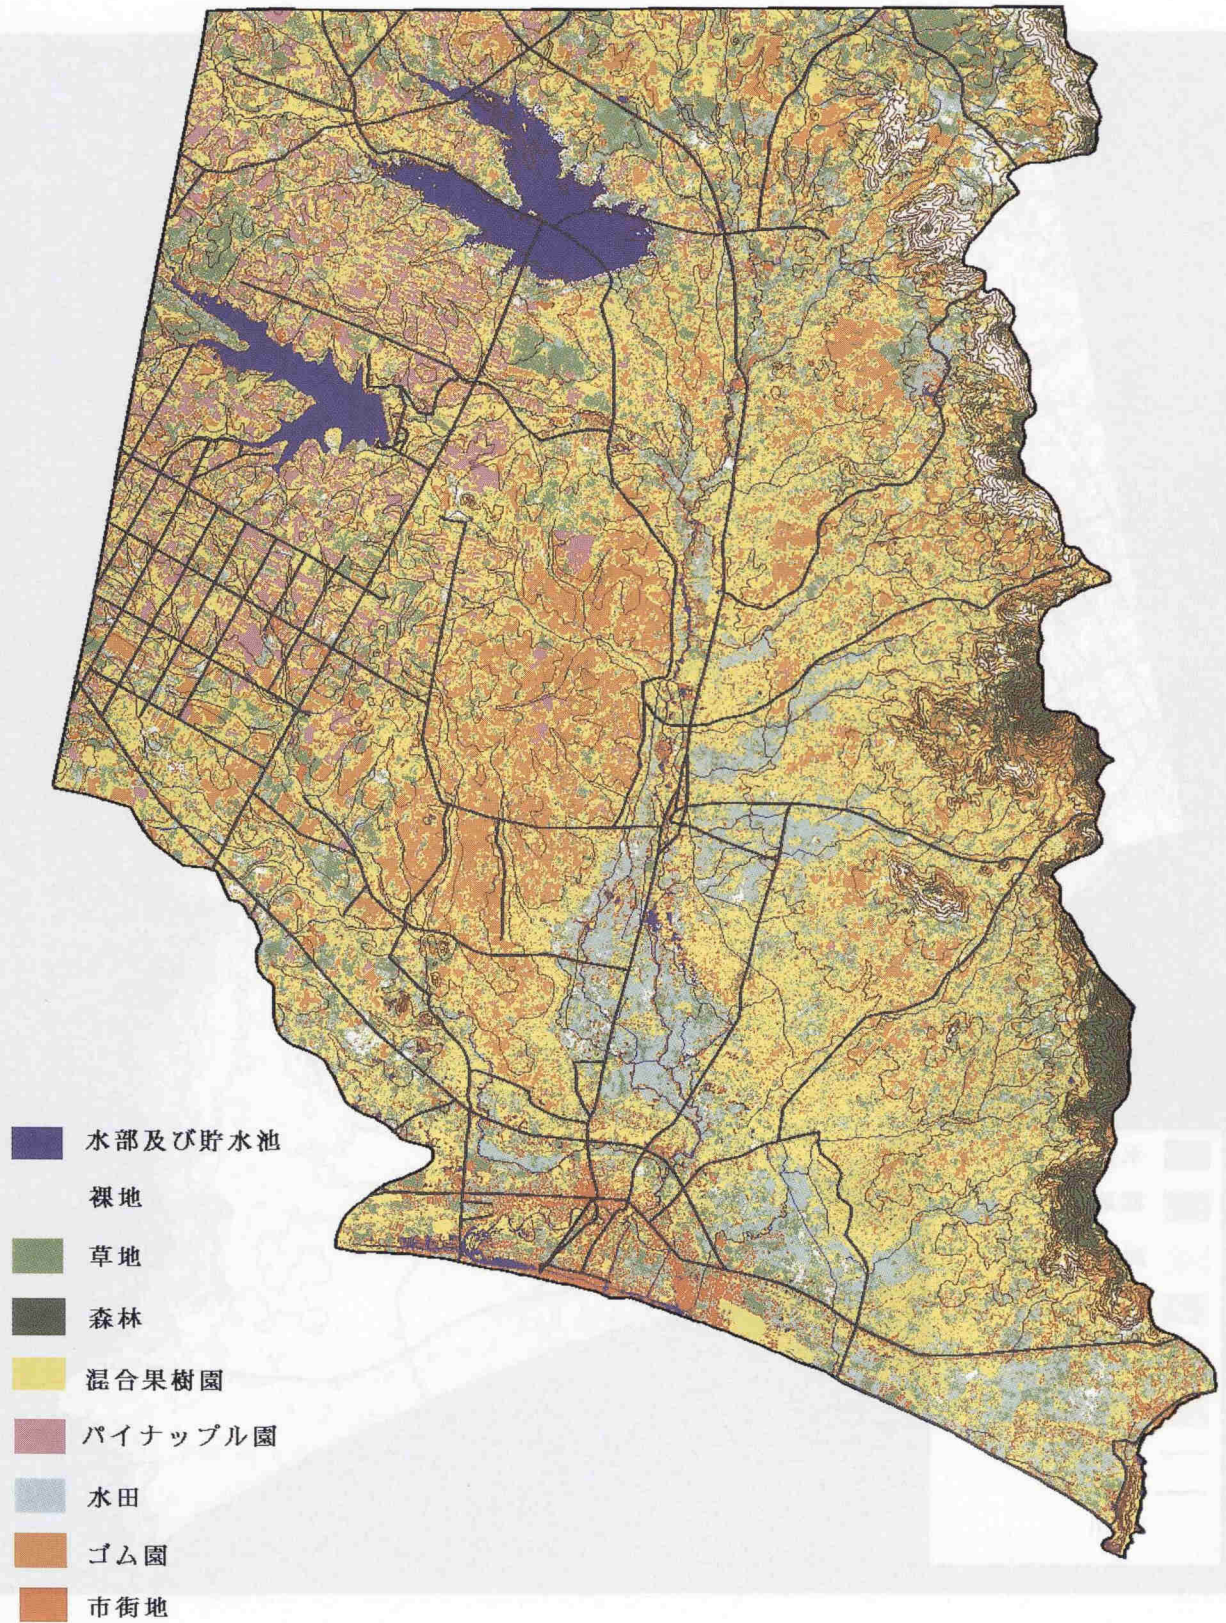 水部及び貯水池
裸地
草地
森林
混合果樹園
パイナップル園
水田
ゴム園
市街地